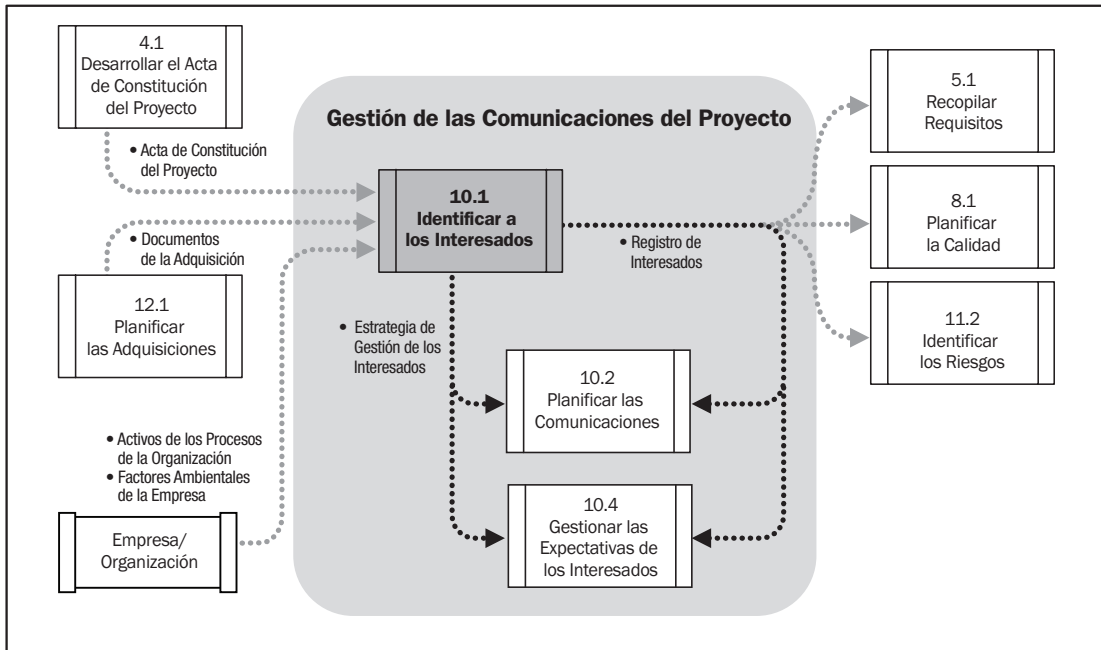 4.1
Desarrollar el Acta
de Constitución
del Proyecto
• Acta de Constitución
del Proyecto
• Documentos
de la Adquisición
12.1
Planificar
las Adquisiciones
• Activos de los Procesos
de la Organización
• Factores Ambientales
de la Empresa
Empresa/
Organización
Gestión de las Comunicaciones del Proyecto
10.1
Identificar a
los Interesados
• Registro de
Interesados
• Estrategia de
Gestión de los
Interesados
10.2
Planificar las
Comunicaciones
10.4
Gestionar las
Expectativas de
los Interesados
5.1
Recopilar
Requisitos
8.1
Planificar
la Calidad
11.2
Identificar
los Riesgos